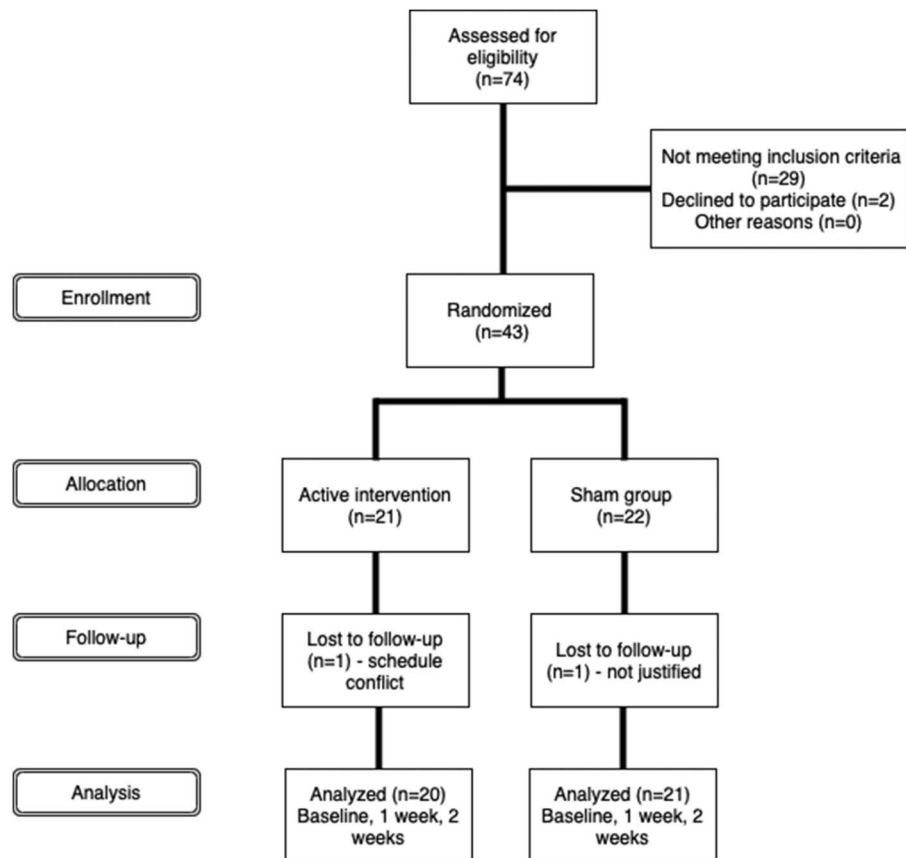 Assessed for
eligibility
(n=74)
Not meeting inclusion criteria
(n=29)
Declined to participate (n=2)
Other reasons (n=0)
Enrollment
Randomized
(n=43)
Allocation
Active intervention
(n=21)
Sham group
(n=22)
Follow-up
Lost to follow-up
(n=1) - schedule
conflict
Lost to follow-up
(n=1) - not justified
Analysis
Analyzed (n=20)
Baseline, 1 week, 2
weeks
Analyzed (n=21)
Baseline, 1 week, 2
weeks